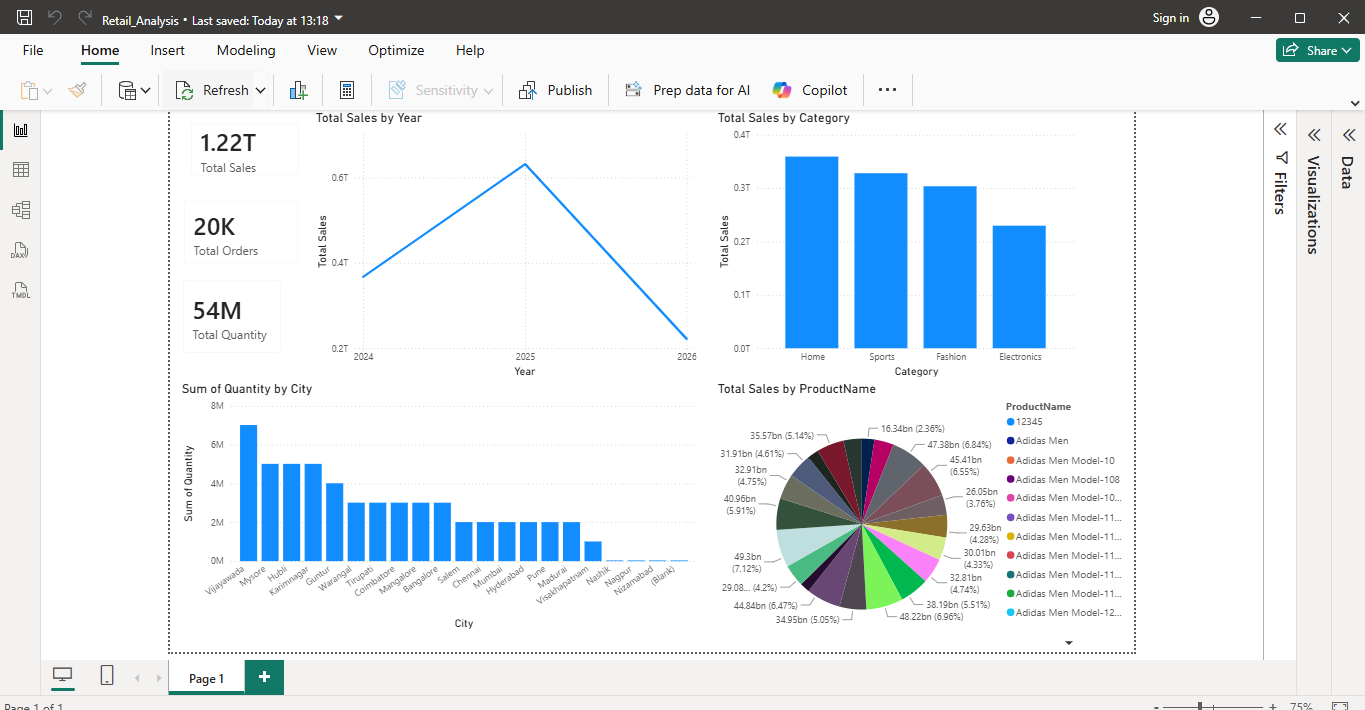 Retail_Analysis • Last saved: Today at 13:18
Sign in
File Home Insert Modeling View Optimize Help
Share
Refresh
Sensitivity
Publish
Prep data for AI
Copilot
DAX
TMDL
1.22T
Total Sales
20K
Total Orders
54M
Total Quantity
Total Sales by Year
Total Sales
0.6T
0.4T
0.2T
2024 2025 2026
Year
Total Sales by Category
Total Sales
0.4T
0.3T
0.2T
0.1T
0.0T
Home Sports Fashion Electronics
Category
Sum of Quantity by City
Sum of Quantity
8M
6M
4M
2M
0M
Vijayawada
Mysore
Hubli
Karimnagar
Guntur
Warangal
Tirupati
Coimbatore
Mangalore
Bangalore
Salem
Chennai
Mumbai
Hyderabad
Pune
Madurai
Visakhapatnam
Nashik
Nagpur
Nizamabad
(Blank)
City
Total Sales by ProductName
16.34bn (2.36%)
47.38bn (6.84%)
45.41bn
(6.55%)
26.05bn
(3.76%)
29.63bn
(4.28%)
30.01bn
(4.33%)
32.81bn
(4.74%)
38.19bn (5.51%)
48.22bn (6.96%)
34.95bn (5.05%)
44.84bn (6.47%)
29.08... (4.2%)
49.3bn
(7.12%)
40.96bn
(5.91%)
32.91bn
(4.75%)
31.91bn (4.61%)
35.57bn (5.14%)
ProductName
12345
Adidas Men
Adidas Men Model-10
Adidas Men Model-108
Adidas Men Model-10...
Adidas Men Model-11...
Adidas Men Model-11...
Adidas Men Model-11...
Adidas Men Model-11...
Adidas Men Model-11...
Adidas Men Model-12...
Filters
Visualizations
Data
Page 1
Page 1 of 1
75%